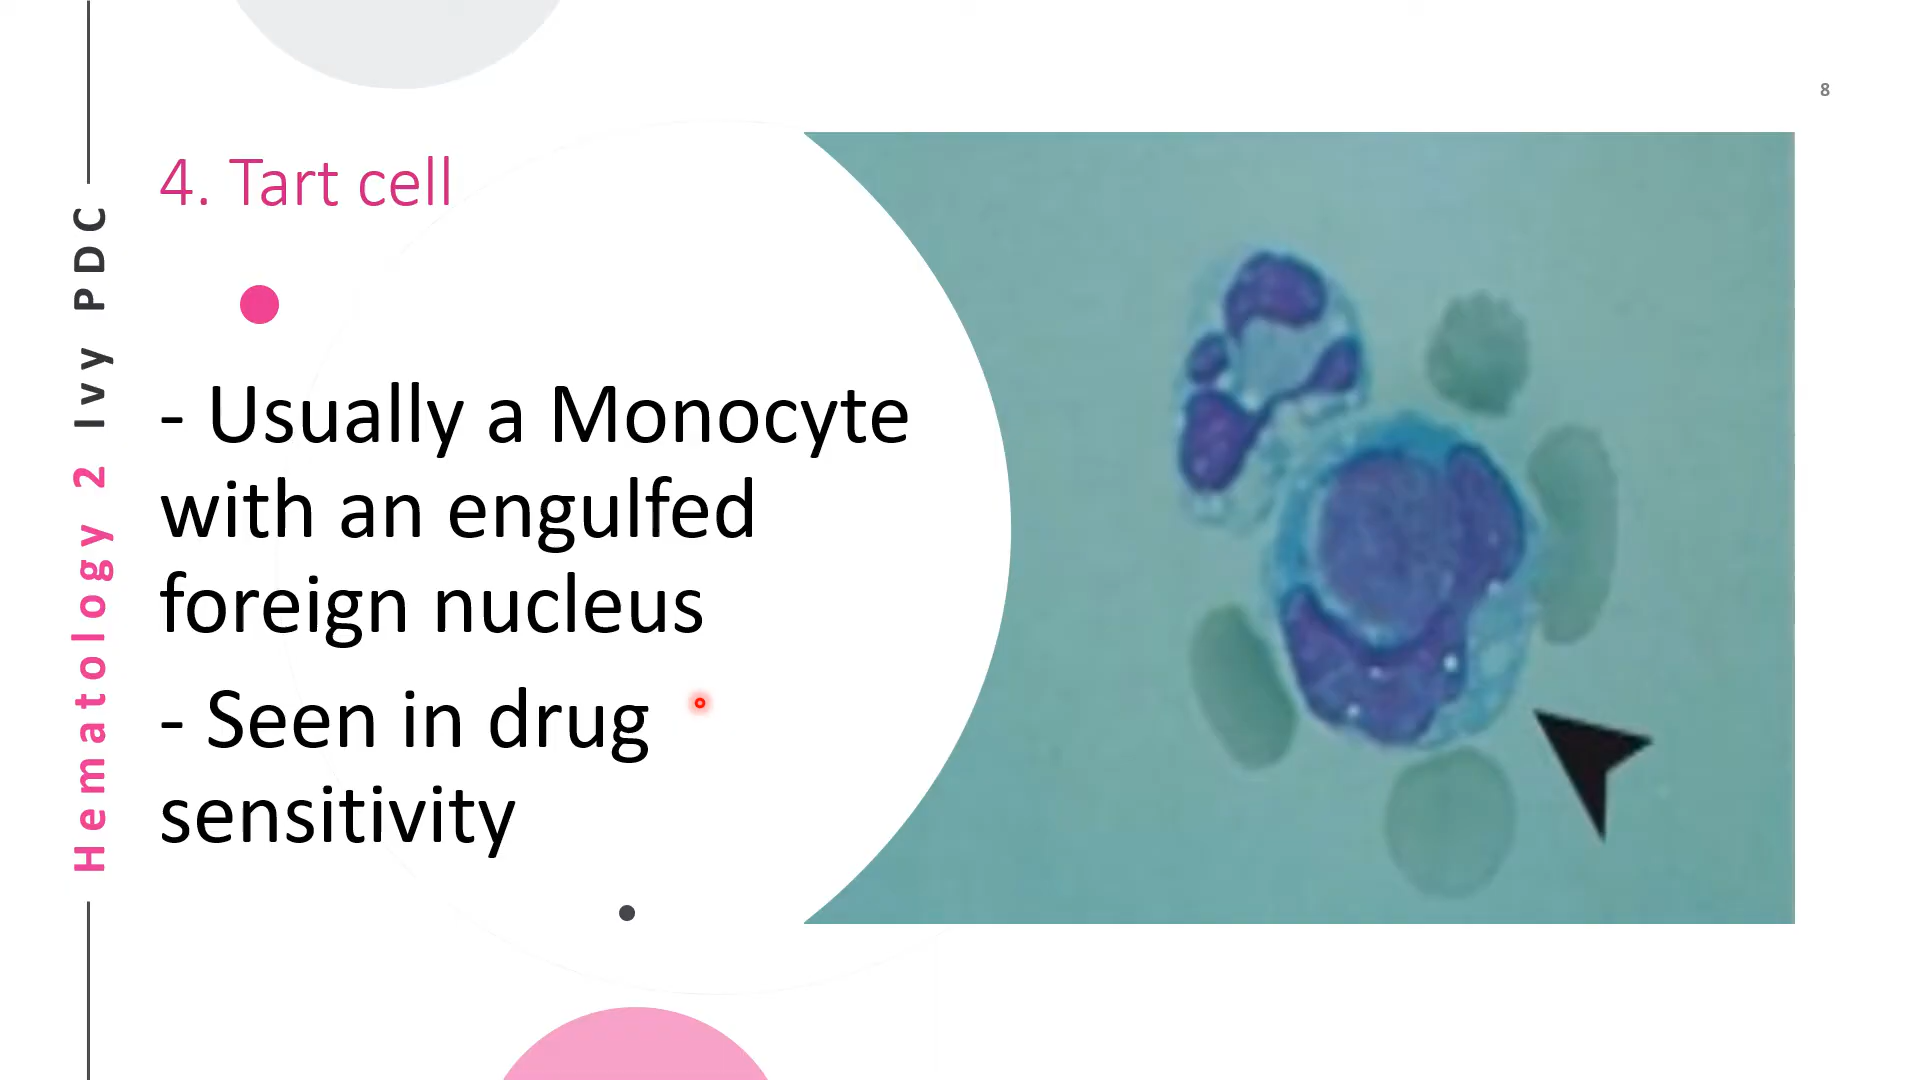 8
Hematology 2 Ivy PDC
4. Tart cell
- Usually a Monocyte
with an engulfed
foreign nucleus
- Seen in drug
sensitivity